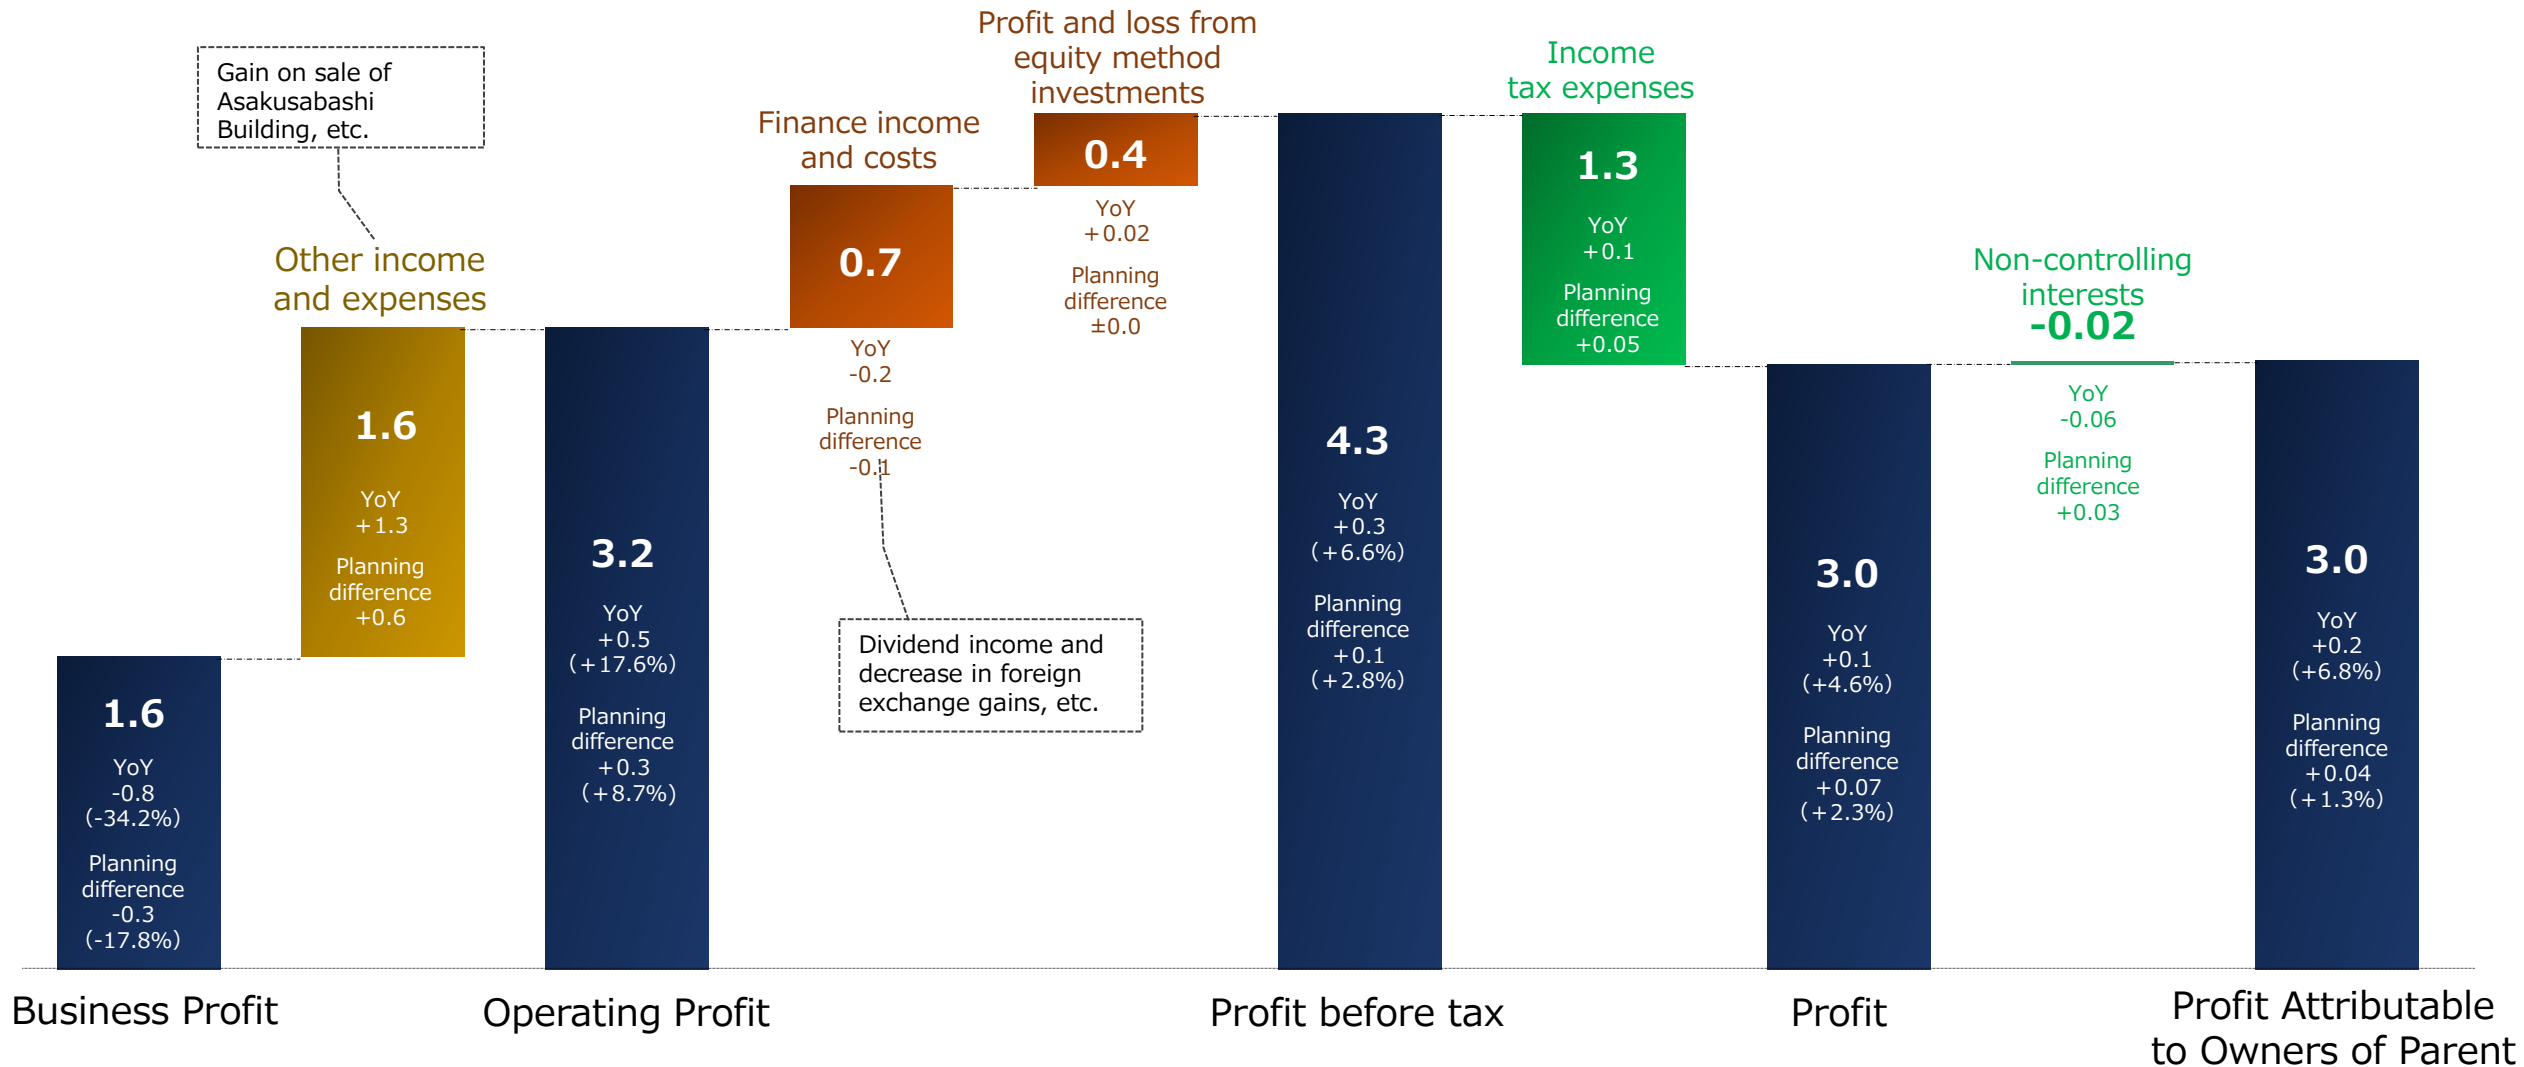 Gain on sale of
Asakusabashi
Building, etc.
Business Profit
1.6
YoY
-0.8
(-34.2%)
Planning
difference
-0.3
(-17.8%)
Other income
and expenses
1.6
YoY
+1.3
Planning
difference
+0.6
Operating Profit
3.2
YoY
+0.5
(+17.6%)
Planning
difference
+0.3
(+8.7%)
Finance income
and costs
0.7
YoY
-0.2
Planning
difference
-0.1
Dividend income and
decrease in foreign
exchange gains, etc.
Profit and loss from
equity method
investments
0.4
YoY
+0.02
Planning
difference
±0.0
Profit before tax
4.3
YoY
+0.3
(+6.6%)
Planning
difference
+0.1
(+2.8%)
Income
tax expenses
1.3
YoY
+0.1
Planning
difference
+0.05
Profit
3.0
YoY
+0.1
(+4.6%)
Planning
difference
+0.07
(+2.3%)
Non-controlling
interests
-0.02
YoY
-0.06
Planning
difference
+0.03
Profit Attributable
to Owners of Parent
3.0
YoY
+0.2
(+6.8%)
Planning
difference
+0.04
(+1.3%)